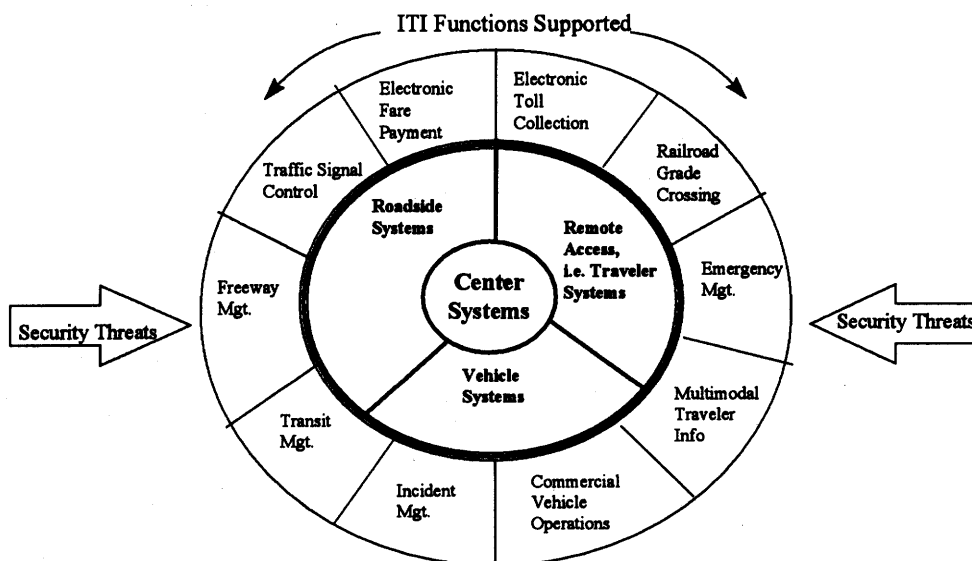 ITI Functions Supported
Electronic
Fare
Payment
Electronic
Toll
Collection
Traffic Signal
Control
Railroad
Grade
Crossing
Roadside
Systems
Remote
Access,
i.e. Traveler
Systems
Center
Systems
Freeway
Mgt.
Emergency
Mgt.
Security Threats
Security Threats
Vehicle
Systems
Transit
Mgt.
Multimodal
Traveler
Info
Incident
Mgt.
Commercial
Vehicle
Operations